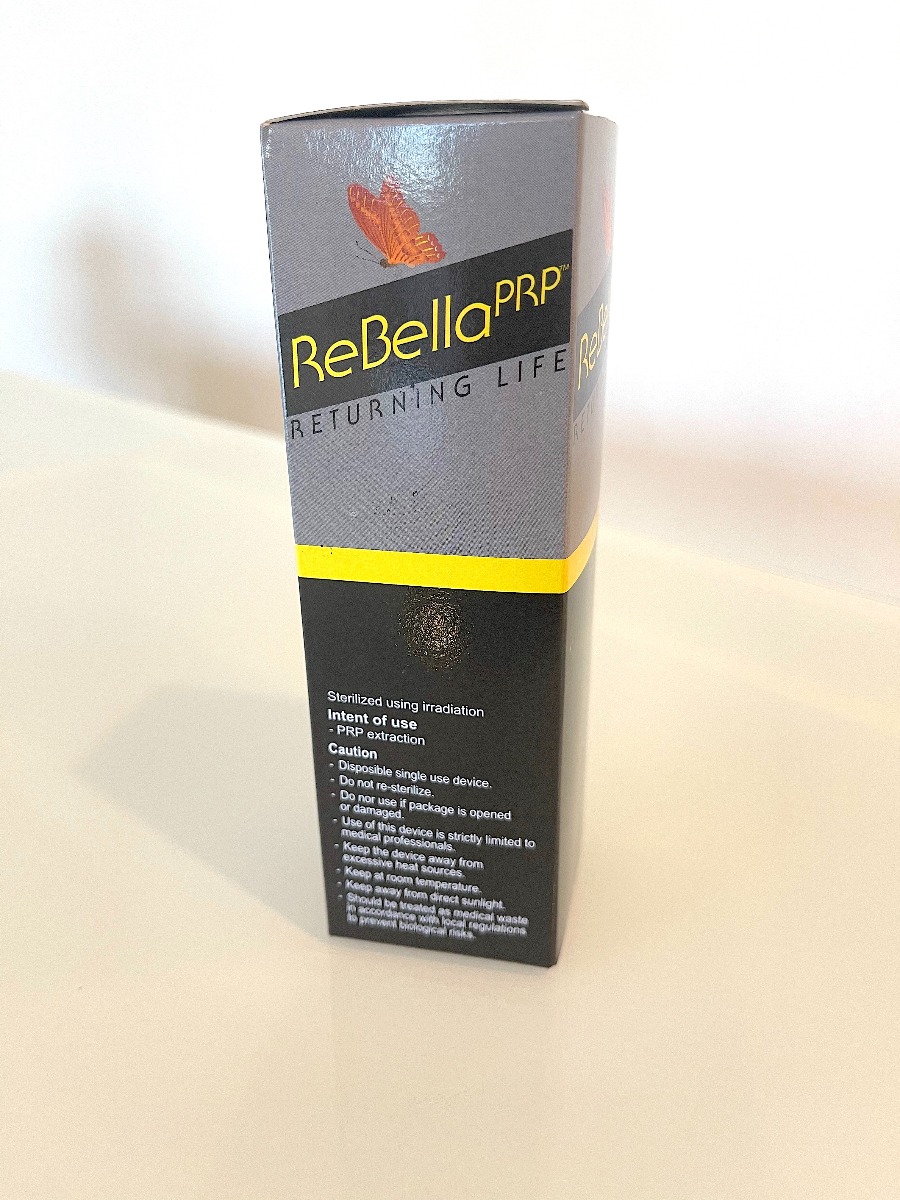 ReBellaPRP™
RETURNING LIFE
Sterilized using irradiation
Intent of use
- PRP extraction
Caution
- Disposible single use device.
- Do not re-sterilize.
- Do nor use if package is opened
or damaged.
- Use of this device is strictly limited to
medical professionals.
- Keep the device away from
excessive heat sources.
- Keep at room temperature.
- Keep away from direct sunlight.
- Should be treated as medical waste
in accordance with local regulations
to prevent biological risks.